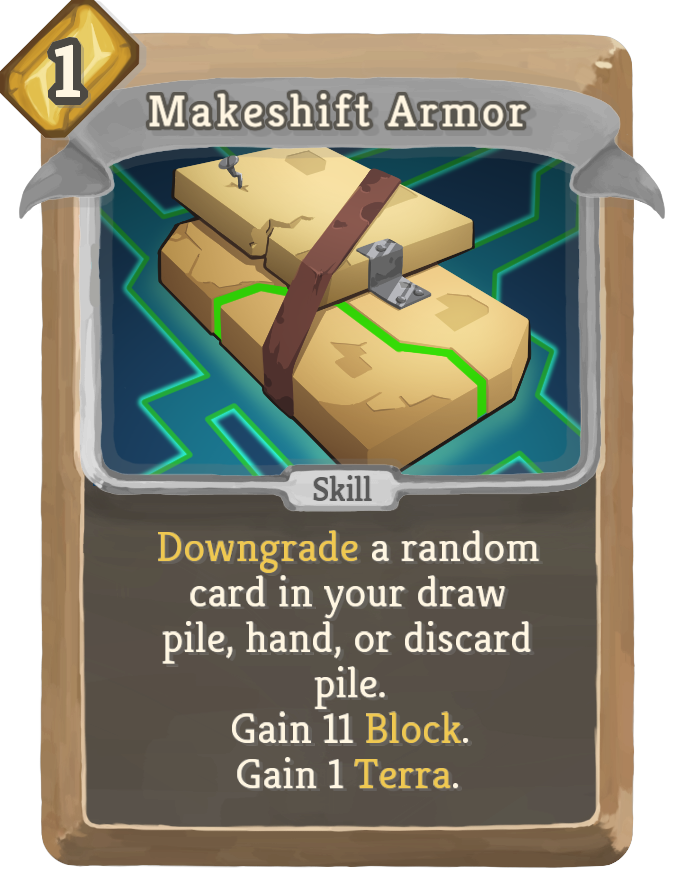 1
Makeshift Armor
Skill
Downgrade a random
card in your draw
pile, hand, or discard
pile.
Gain 11 Block.
Gain 1 Terra.